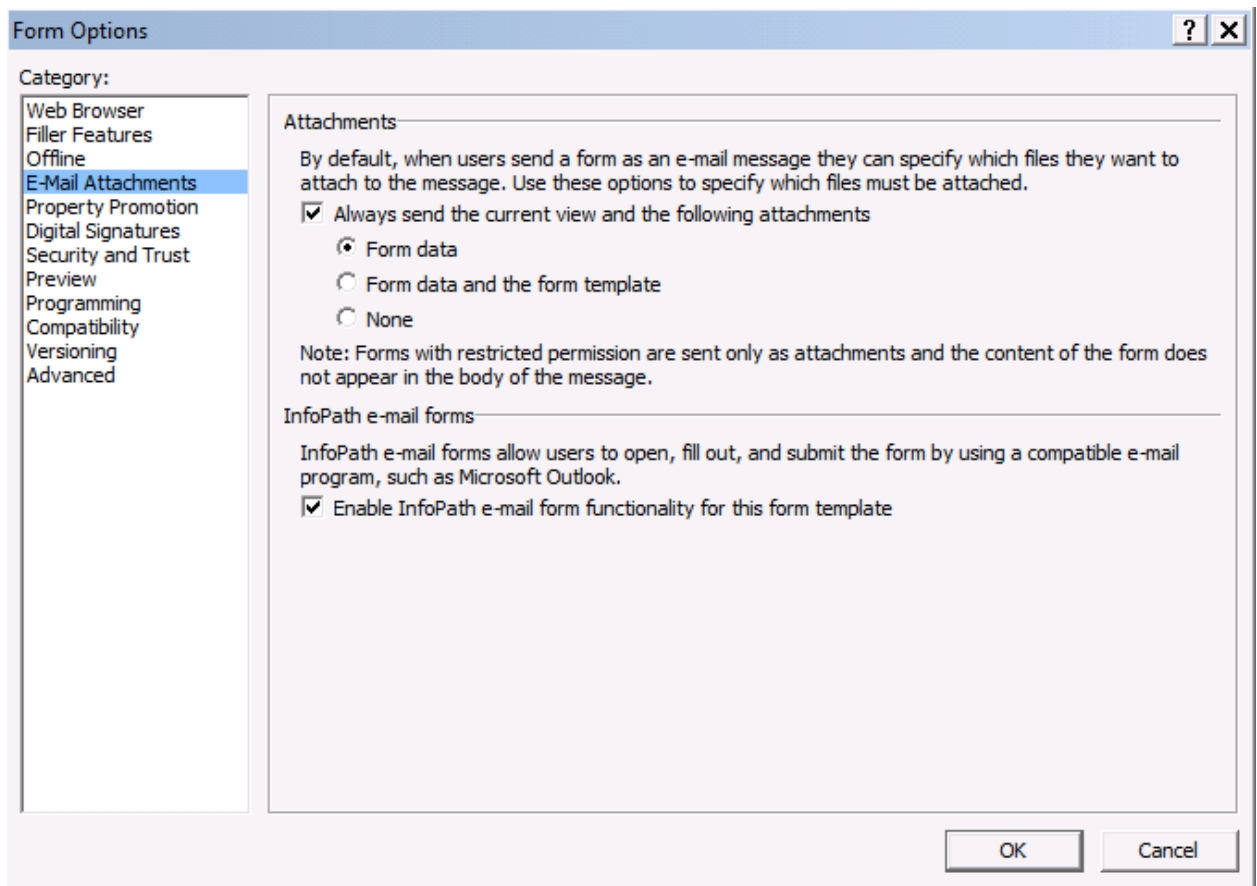 Form Options
?
Category:
Web Browser
Filler Features
Offline
E-Mail Attachments
Property Promotion
Digital Signatures
Security and Trust
Preview
Programming
Compatibility
Versioning
Advanced
Attachments
By default, when users send a form as an e-mail message they can specify which files they want to
attach to the message. Use these options to specify which files must be attached.
Always send the current view and the following attachments
Form data
Form data and the form template
None
Note: Forms with restricted permission are sent only as attachments and the content of the form does
not appear in the body of the message.
InfoPath e-mail forms
InfoPath e-mail forms allow users to open, fill out, and submit the form by using a compatible e-mail
program, such as Microsoft Outlook.
Enable InfoPath e-mail form functionality for this form template
OK
Cancel